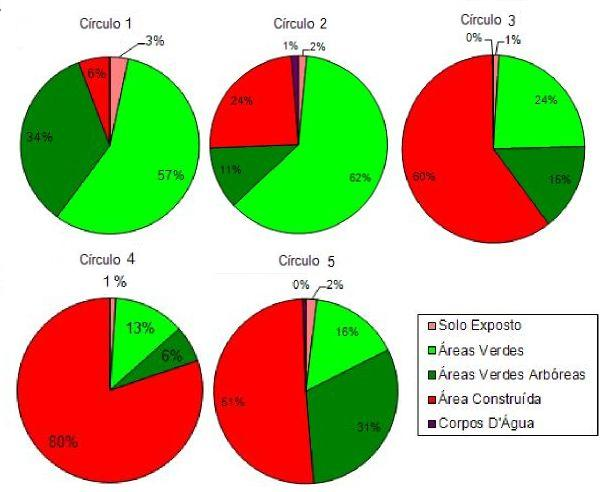 Círculo 1
3%
6%
34%
57%
Círculo 2
1%
2%
24%
11%
62%
Círculo 3
0%
1%
24%
60%
16%
Círculo 4
1%
13%
6%
80%
Círculo 5
0%
2%
16%
51%
31%
Solo Exposto
Áreas Verdes
Áreas Verdes Arbóreas
Área Construída
Corpos D'Água